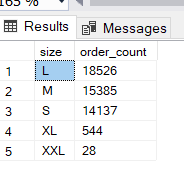 165 %
Results Messages
size order_count
1 L 18526
2 M 15385
3 S 14137
4 XL 544
5 XXL 28